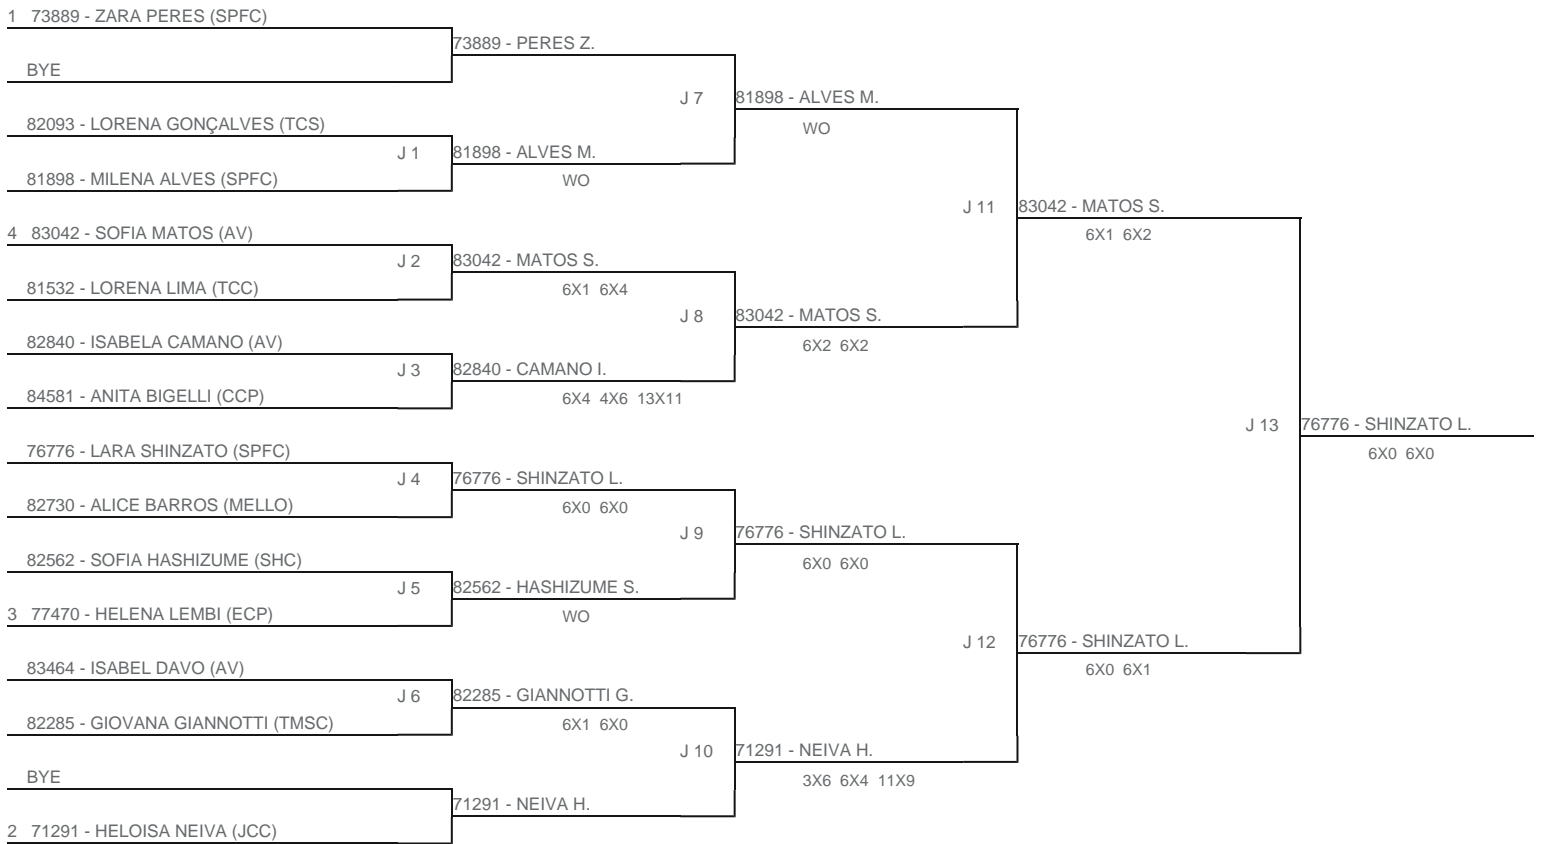 1 73889 - ZARA PERES (SPFC)
73889 - PERES Z.
BYE
J 7
81898 - ALVES M.
WO
82093 - LORENA GONÇALVES (TCS)
J 1
81898 - ALVES M.
WO
81898 - MILENA ALVES (SPFC)
J 11
83042 - MATOS S.
6X1 6X2
4 83042 - SOFIA MATOS (AV)
J 2
83042 - MATOS S.
6X1 6X4
81532 - LORENA LIMA (TCC)
J 8
83042 - MATOS S.
6X2 6X2
82840 - ISABELA CAMANO (AV)
J 3
82840 - CAMANO I.
6X4 4X6 13X11
84581 - ANITA BIGELLI (CCP)
J 13
76776 - SHINZATO L.
6X0 6X0
76776 - LARA SHINZATO (SPFC)
J 4
76776 - SHINZATO L.
6X0 6X0
82730 - ALICE BARROS (MELLO)
J 9
76776 - SHINZATO L.
6X0 6X0
82562 - SOFIA HASHIZUME (SHC)
J 5
82562 - HASHIZUME S.
WO
3 77470 - HELENA LEMBI (ECP)
J 12
76776 - SHINZATO L.
6X0 6X1
83464 - ISABEL DAVO (AV)
J 6
82285 - GIANNOTTI G.
6X1 6X0
82285 - GIOVANA GIANNOTTI (TMSC)
J 10
71291 - NEIVA H.
3X6 6X4 11X9
BYE
71291 - NEIVA H.
2 71291 - HELOISA NEIVA (JCC)